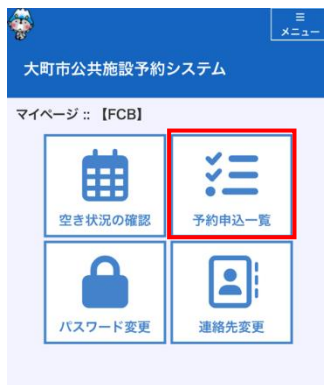 ≡
メニュー
大町市公共施設予約システム
マイページ :: 【FCB】
空き状況の確認
予約申込一覧
パスワード変更
連絡先変更